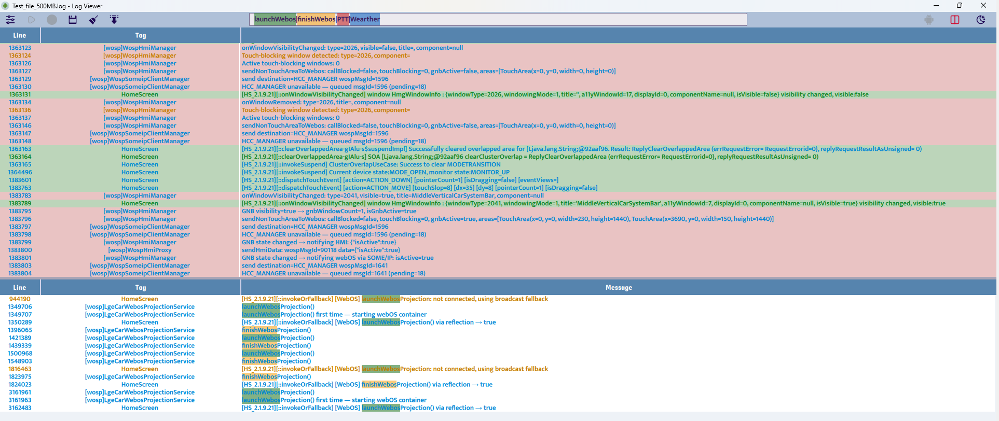 Test_file_500MB.log - Log Viewer
launchWebos|finishWebos|PTT|Wearther
Line Tag
1363123 [wosp]WospHmiManager onWindowVisibilityChanged: type=2026, visible=false, title=, component=null
1363124 [wosp]WospHmiManager Touch-blocking window detected: type=2026, component=
1363126 [wosp]WospHmiManager Active touch-blocking windows: 0
1363127 [wosp]WospHmiManager sendNonTouchAreaToWebos: callBlocked=false, touchBlocking=0, gnbActive=false, areas=[TouchArea(x=0, y=0, width=0, height=0)]
1363129 [wosp]WospSomeipClientManager send destination=HCC_MANAGER wospMsgId=1596
1363130 [wosp]WospSomeipClientManager HCC_MANAGER unavailable — queued msgId=1596 (pending=18)
1363131 HomeScreen [HS_2.1.9.21][::onWindowVisibilityChanged] window HmgWindowInfo : {windowType=2026, windowingMode=1, title='', a11yWindowId=17, displayId=0, componentName=null, isVisible=false} visibility changed, visible:false
1363134 [wosp]WospHmiManager onWindowRemoved: type=2026, title=, component=null
1363136 [wosp]WospHmiManager Touch-blocking window detected: type=2026, component=
1363137 [wosp]WospHmiManager Active touch-blocking windows: 0
1363146 [wosp]WospHmiManager sendNonTouchAreaToWebos: callBlocked=false, touchBlocking=0, gnbActive=false, areas=[TouchArea(x=0, y=0, width=0, height=0)]
1363147 [wosp]WospSomeipClientManager send destination=HCC_MANAGER wospMsgId=1596
1363148 [wosp]WospSomeipClientManager HCC_MANAGER unavailable — queued msgId=1596 (pending=18)
1363163 HomeScreen [HS_2.1.9.21][::clearOverlappedArea-gIAlu-s$suspendImpl] Successfully cleared overlapped area for [Ljava.lang.String;@92aaf96. Result: ReplyClearOverlappedArea (errRequestError= RequestErrorid=0}, replyRequestResultAsUnsigned= 0)
1363164 HomeScreen [HS_2.1.9.21][::clearOverlappedArea-gIAlu-s] SOA [Ljava.lang.String;@92aaf96 clearClusterOverlap = ReplyClearOverlappedArea (errRequestError= RequestErrorid=0}, replyRequestResultAsUnsigned= 0)
1363165 HomeScreen [HS_2.1.9.21][::invokeSuspend] ClusterOverlapUseCase: Success to clear MODETRANSITION
1364496 HomeScreen [HS_2.1.9.21][::invokeSuspend] Current device state:MODE_OPEN, monitor state:MONITOR_UP
1383601 HomeScreen [HS_2.1.9.21][::dispatchTouchEvent] [action=ACTION_DOWN] [pointerCount=1] [isDragging=false] [eventViews=]
1383763 HomeScreen [HS_2.1.9.21][::dispatchTouchEvent] [action=ACTION_MOVE] [touchSlop=8] [dx=35] [dy=8] [pointerCount=1] [isDragging=false]
1383783 [wosp]WospHmiManager onWindowVisibilityChanged: type=2041, visible=true, title=MiddleVerticalCarSystemBar, component=null
1383789 HomeScreen [HS_2.1.9.21][::onWindowVisibilityChanged] window HmgWindowInfo : {windowType=2041, windowingMode=1, title='MiddleVerticalCarSystemBar', a11yWindowId=7, displayId=0, componentName=null, isVisible=true} visibility changed, visible:true
1383795 [wosp]WospHmiManager GNB visibility=true → gnbWindowCount=1, isGnbActive=true
1383796 [wosp]WospHmiManager sendNonTouchAreaToWebos: callBlocked=false, touchBlocking=0, gnbActive=true, areas=[TouchArea(x=0, y=0, width=230, height=1440), TouchArea(x=3690, y=0, width=150, height=1440)]
1383797 [wosp]WospSomeipClientManager send destination=HCC_MANAGER wospMsgId=1596
1383798 [wosp]WospSomeipClientManager HCC_MANAGER unavailable — queued msgId=1596 (pending=18)
1383799 [wosp]WospHmiManager GNB state changed → notifying HMI: {"isActive":true}
1383800 [wosp]WospHmiProxy sendHmiData: wospMsgId=90118 data={"isActive":true}
1383801 [wosp]WospHmiManager GNB state changed → notifying webOS via SOME/IP: isActive=true
1383803 [wosp]WospSomeipClientManager send destination=HCC_MANAGER wospMsgId=1641
1383804 [wosp]WospSomeipClientManager HCC_MANAGER unavailable — queued msgId=1641 (pending=18)
Line Tag Message
944190 HomeScreen [HS_2.1.9.21][::invokeOrFallback] [WebOS] launchWebosProjection: not connected, using broadcast fallback
1349706 [wosp]LgeCarWebosProjectionService launchWebosProjection()
1349707 [wosp]LgeCarWebosProjectionService launchWebosProjection() first time — starting webOS container
1350289 HomeScreen [HS_2.1.9.21][::invokeOrFallback] [WebOS] launchWebosProjection() via reflection → true
1396065 [wosp]LgeCarWebosProjectionService finishWebosProjection()
1421389 [wosp]LgeCarWebosProjectionService launchWebosProjection()
1439339 [wosp]LgeCarWebosProjectionService finishWebosProjection()
1500968 [wosp]LgeCarWebosProjectionService launchWebosProjection()
1548903 [wosp]LgeCarWebosProjectionService finishWebosProjection()
1816463 HomeScreen [HS_2.1.9.21][::invokeOrFallback] [WebOS] launchWebosProjection: not connected, using broadcast fallback
1823975 [wosp]LgeCarWebosProjectionService finishWebosProjection()
1824023 HomeScreen [HS_2.1.9.21][::invokeOrFallback] [WebOS] finishWebosProjection() via reflection → true
3161961 [wosp]LgeCarWebosProjectionService launchWebosProjection()
3161963 [wosp]LgeCarWebosProjectionService launchWebosProjection() first time — starting webOS container
3162483 HomeScreen [HS_2.1.9.21][::invokeOrFallback] [WebOS] launchWebosProjection() via reflection → true